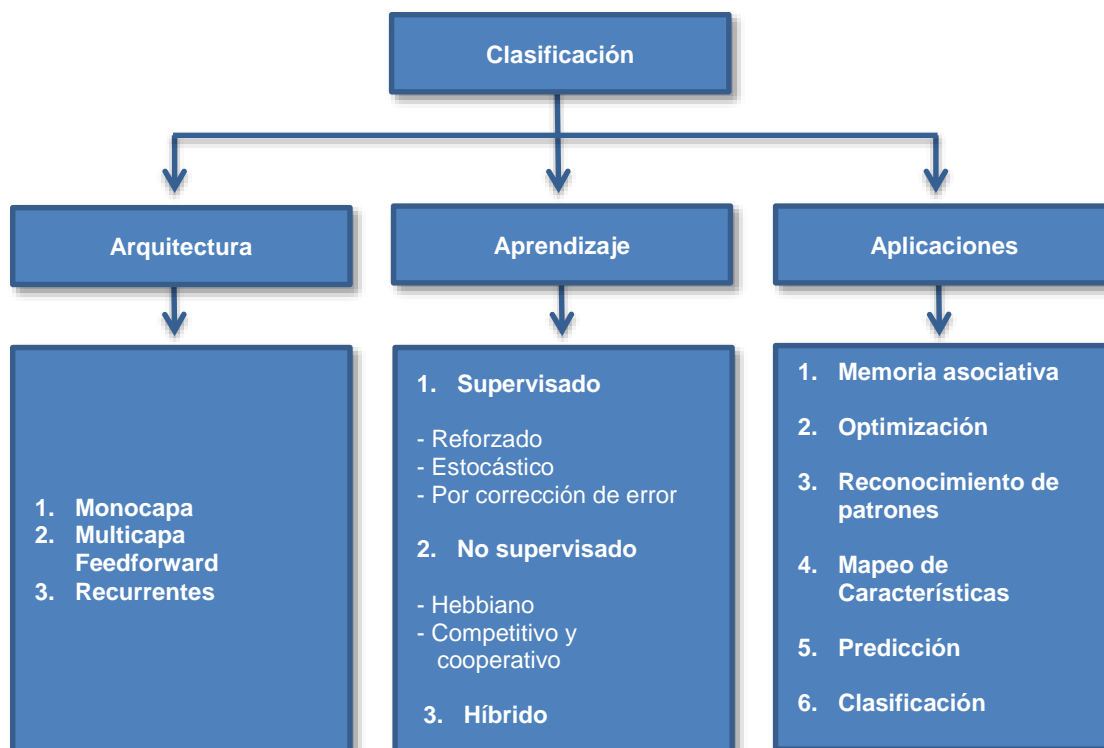 Clasificación
Arquitectura
Aprendizaje
Aplicaciones
1. Monocapa
2. Multicapa
Feedforward
3. Recurrentes
1. Supervisado
- Reforzado
- Estocástico
- Por corrección de error
2. No supervisado
- Hebbiano
- Competitivo y
cooperativo
3. Híbrido
1. Memoria asociativa
2. Optimización
3. Reconocimiento de
patrones
4. Mapeo de
Características
5. Predicción
6. Clasificación